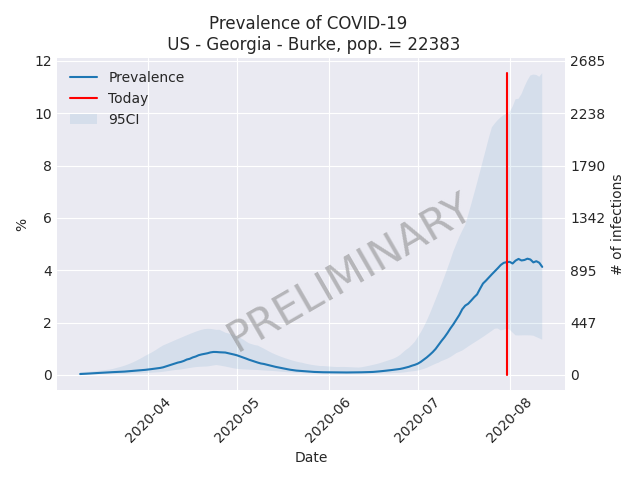 Prevalence of COVID-19
US - Georgia - Burke, pop. = 22383
Prevalence
Today
95CI
PRELIMINARY
%
12
10
8
6
4
2
0
2685
2238
1790
1342
895
447
0
# of infections
2020-04
2020-05
2020-06
2020-07
2020-08
Date